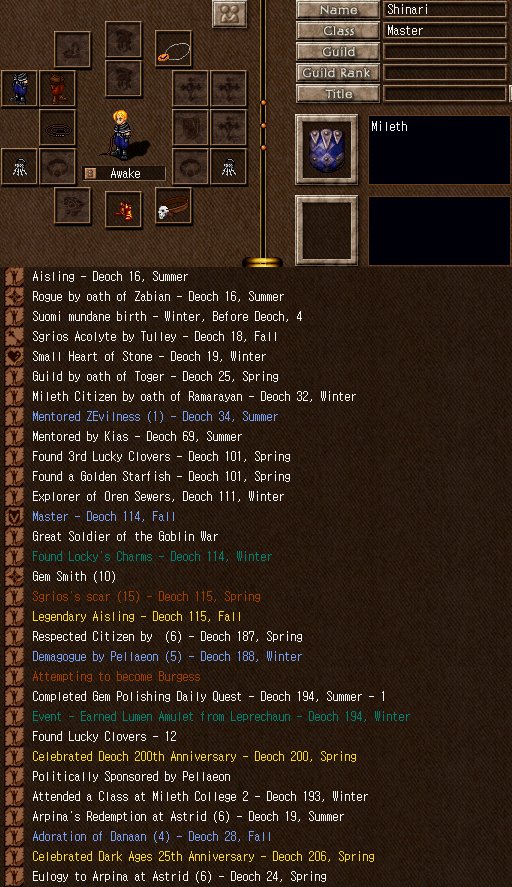 Name Shinari
Class Master
Guild
Guild Rank
Title
Mileth
Awake
Aisling - Deoch 16, Summer
Rogue by oath of Zabian - Deoch 16, Summer
Suomi mundane birth - Winter, Before Deoch, 4
Sgrios Acolyte by Tulley - Deoch 18, Fall
Small Heart of Stone - Deoch 19, Winter
Guild by oath of Toger - Deoch 25, Spring
Mileth Citizen by oath of Ramarayan - Deoch 32, Winter
Mentored ZEvilness (1) - Deoch 34, Summer
Mentored by Kias - Deoch 69, Summer
Found 3rd Lucky Clovers - Deoch 101, Spring
Found a Golden Starfish - Deoch 101, Spring
Explorer of Oren Sewers, Deoch 111, Winter
Master - Deoch 114, Fall
Great Soldier of the Goblin War
Found Locky's Charms - Deoch 114, Winter
Gem Smith (10)
Sgrios's scar (15) - Deoch 115, Spring
Legendary Aisling - Deoch 115, Fall
Respected Citizen by  (6) - Deoch 187, Spring
Demagogue by Pellaeon (5) - Deoch 188, Winter
Attempting to become Burgess
Completed Gem Polishing Daily Quest - Deoch 194, Summer - 1
Event - Earned Lumen Amulet from Leprechaun - Deoch 194, Winter
Found Lucky Clovers - 12
Celebrated Deoch 200th Anniversary - Deoch 200, Spring
Politically Sponsored by Pellaeon
Attended a Class at Mileth College 2 - Deoch 193, Winter
Arpina's Redemption at Astrid (6) - Deoch 19, Summer
Adoration of Danaan (4) - Deoch 28, Fall
Celebrated Dark Ages 25th Anniversary - Deoch 206, Spring
Eulogy to Arpina at Astrid (6) - Deoch 24, Spring